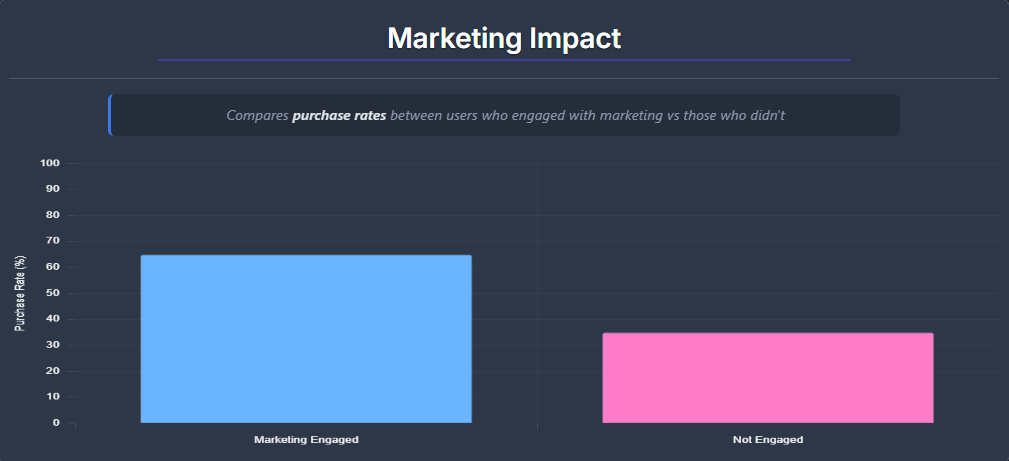 Marketing Impact
Compares purchase rates between users who engaged with marketing vs those who didn't
100
90
80
70
60
50
40
30
20
10
0
Purchase Rate (%)
Marketing Engaged
Not Engaged